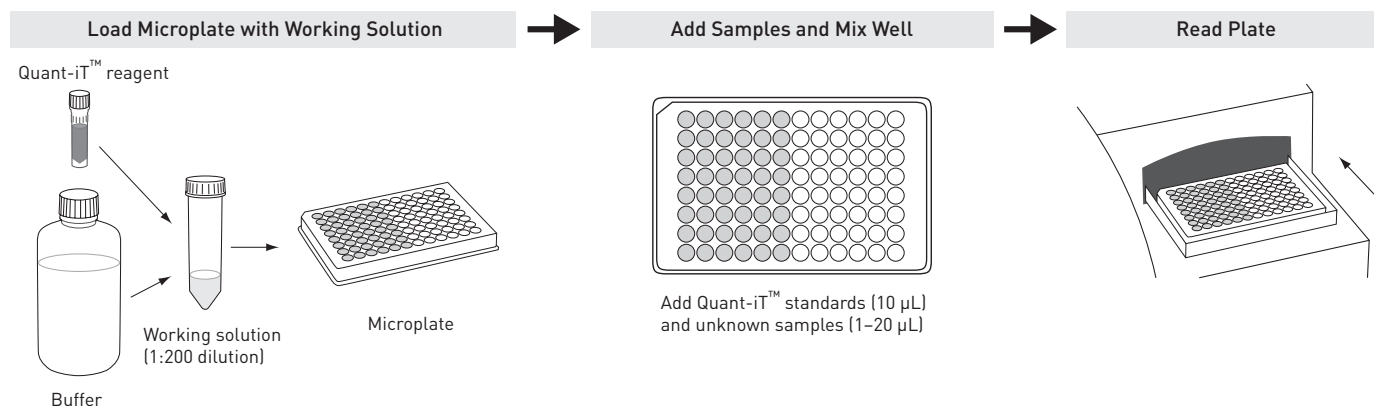 Load Microplate with Working Solution
Add Samples and Mix Well
Read Plate
Quant-iT™ reagent
Working solution
(1:200 dilution)
Buffer
Microplate
Add Quant-iT™ standards (10 µL)
and unknown samples (1–20 µL)